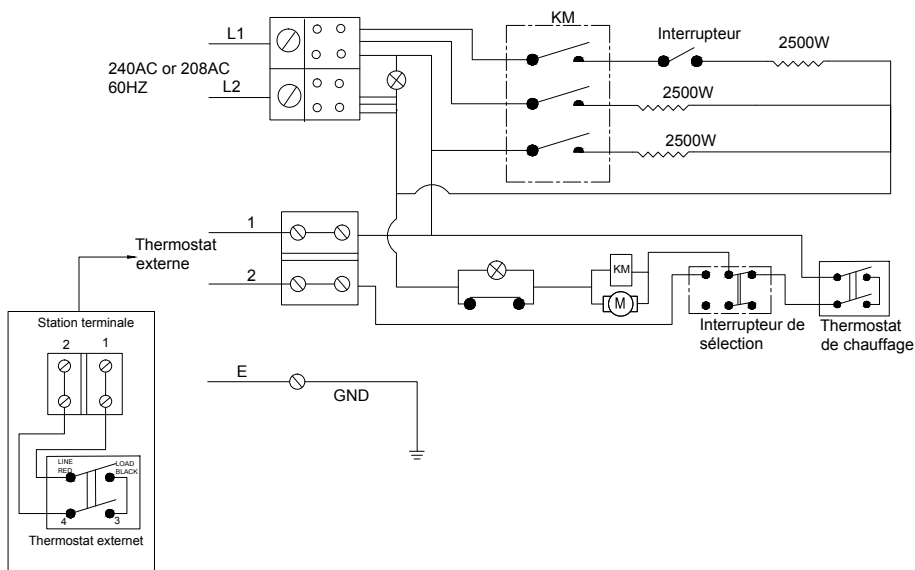 KM
L1
Interrupteur
2500W
240AC or 208AC
60HZ
L2
2500W
2500W
1
Thermostat
externe
2
KM
M
Interrupteur de
sélection
Thermostat
de chauffage
Station terminale
2 1
E
GND
LINE
RED
LOAD
BLACK
4 3
Thermostat externet